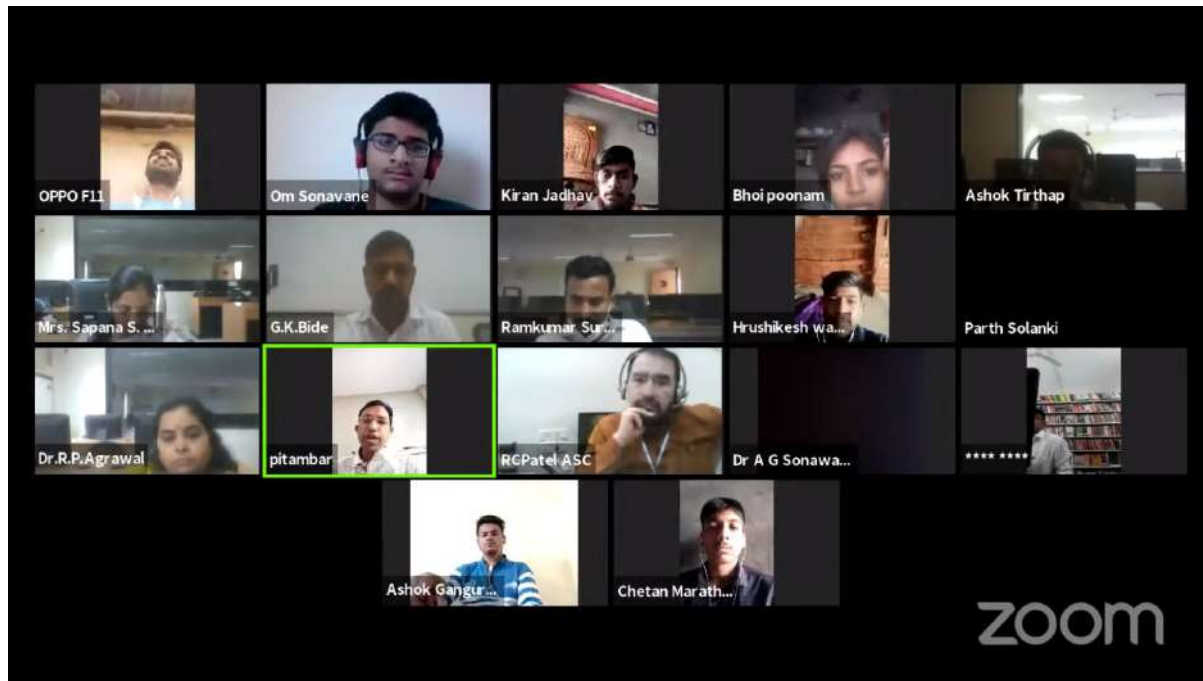 OPPO F11
Om Sonavane
Kiran Jadhav
Bhoi poonam
Ashok Tirthap
Mrs. Sapana S. ...
G.K.Bide
Ramkumar Sur...
Hrushikesh wa...
Parth Solanki
Dr.R.P.Agrawal
pitambar
RCPatel ASC
Dr A G Sonawa...
**** ****
Ashok Gangur...
Chetan Marath...
zoom